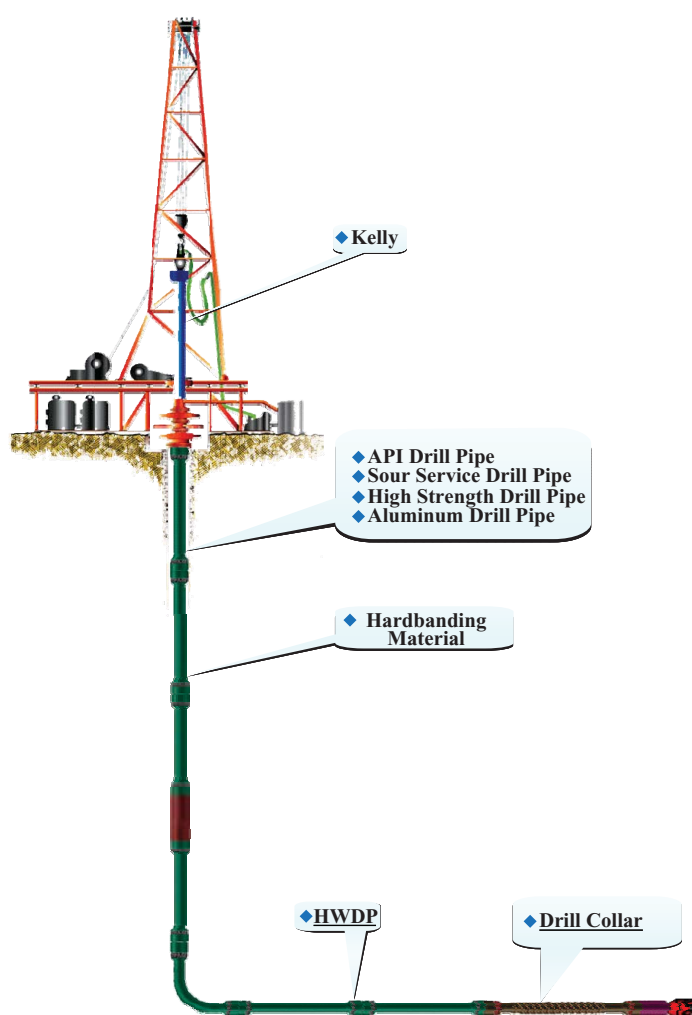 ◆ Kelly
◆ API Drill Pipe
◆ Sour Service Drill Pipe
◆ High Strength Drill Pipe
◆ Aluminum Drill Pipe
◆ Hardbanding
Material
◆ HWDP
◆ Drill Collar